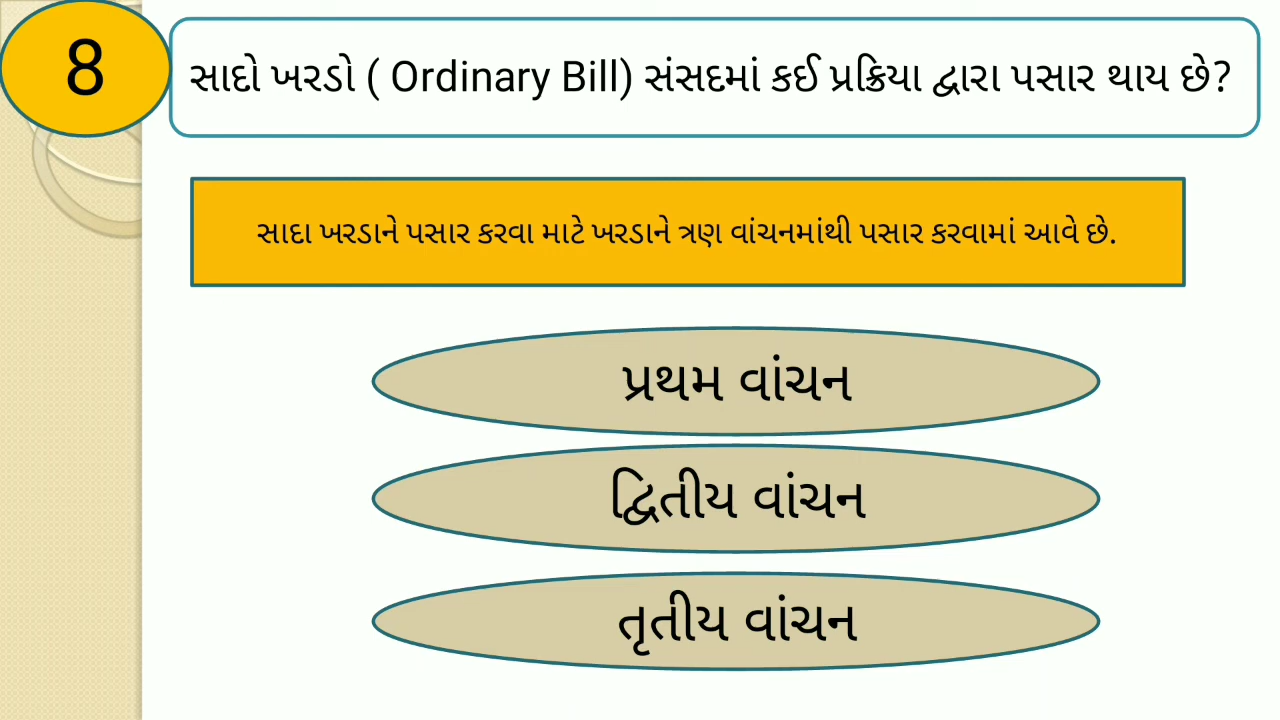 8
સાદો ખરડો ( Ordinary Bill) સંસદમાં કઈ પ્રક્રિયા દ્વારા પસાર થાય છે?
સાદા ખરડાને પસાર કરવા માટે ખરડાને ત્રણ વાંચનમાંથી પસાર કરવામાં આવે છે.
પ્રથમ વાંચન
દ્વિતીય વાંચન
તૃતીય વાંચન